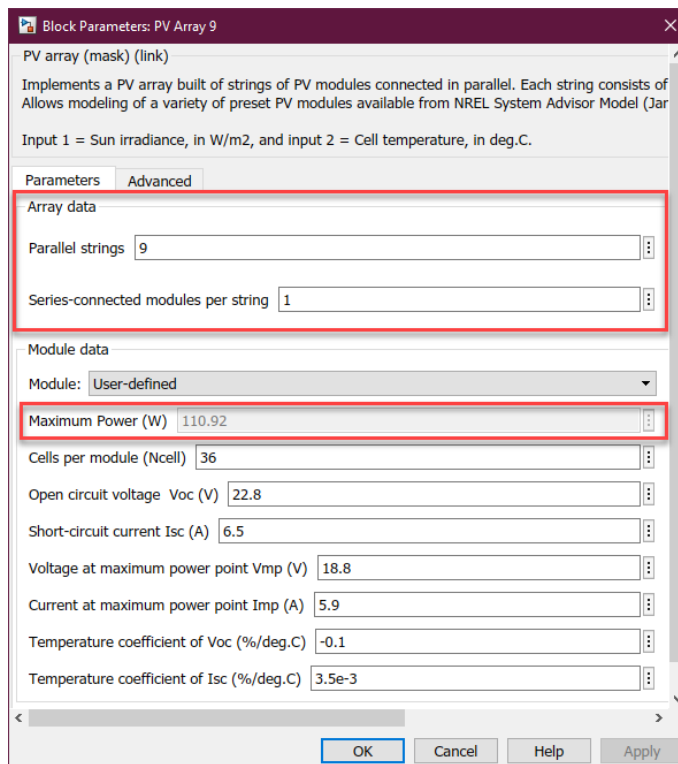 Block Parameters: PV Array 9
PV array (mask) (link)
Implements a PV array built of strings of PV modules connected in parallel. Each string consists of
Allows modeling of a variety of preset PV modules available from NREL System Advisor Model (Jar
Input 1 = Sun irradiance, in W/m2, and input 2 = Cell temperature, in deg.C.
Parameters Advanced
Array data
Parallel strings 9
Series-connected modules per string 1
Module data
Module: User-defined
Maximum Power (W) 110.92
Cells per module (Ncell) 36
Open circuit voltage Voc (V) 22.8
Short-circuit current Isc (A) 6.5
Voltage at maximum power point Vmp (V) 18.8
Current at maximum power point Imp (A) 5.9
Temperature coefficient of Voc (%/deg.C) -0.1
Temperature coefficient of Isc (%/deg.C) 3.5e-3
OK Cancel Help Apply